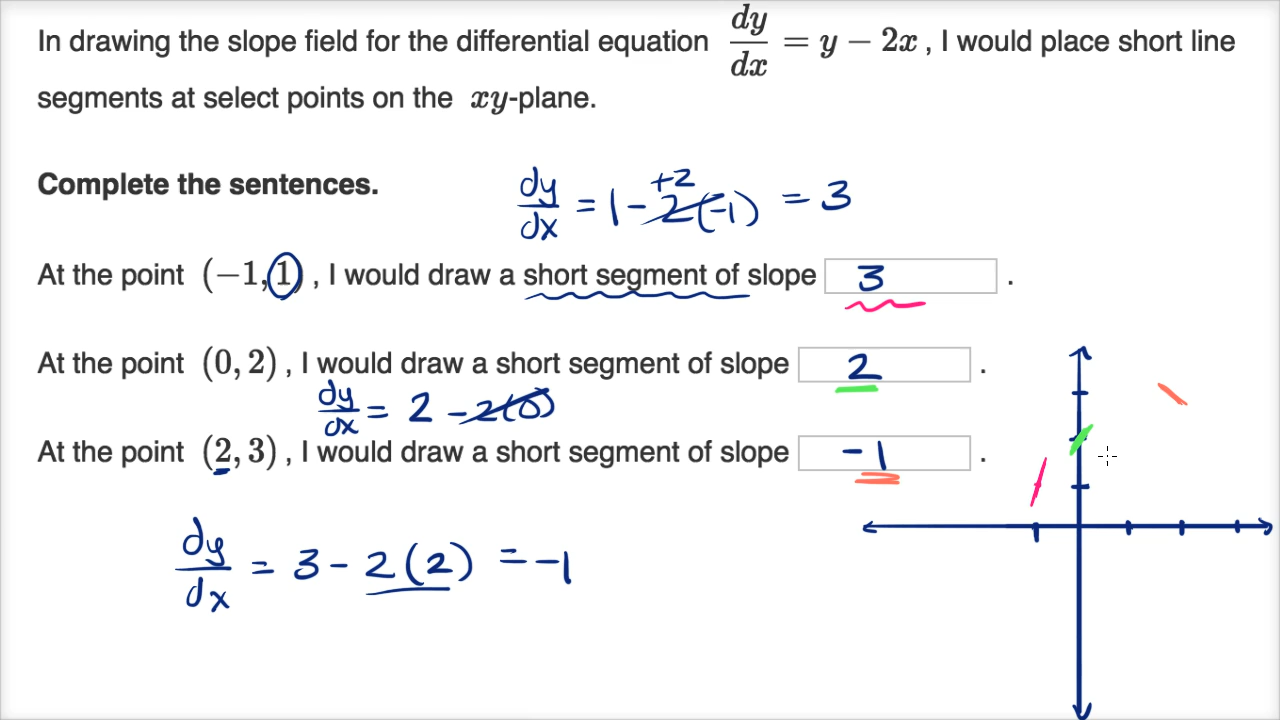 In drawing the slope field for the differential equation dy/dx = y − 2x , I would place short line
segments at select points on the xy-plane.
Complete the sentences.
dy/dx = 1 − 2(−1) = 3
+2
At the point (−1, 1) , I would draw a short segment of slope 3 .
At the point (0, 2) , I would draw a short segment of slope 2 .
dy/dx = 2 − 2(0)
At the point (2, 3) , I would draw a short segment of slope -1 .
dy/dx = 3 − 2(2) = −1